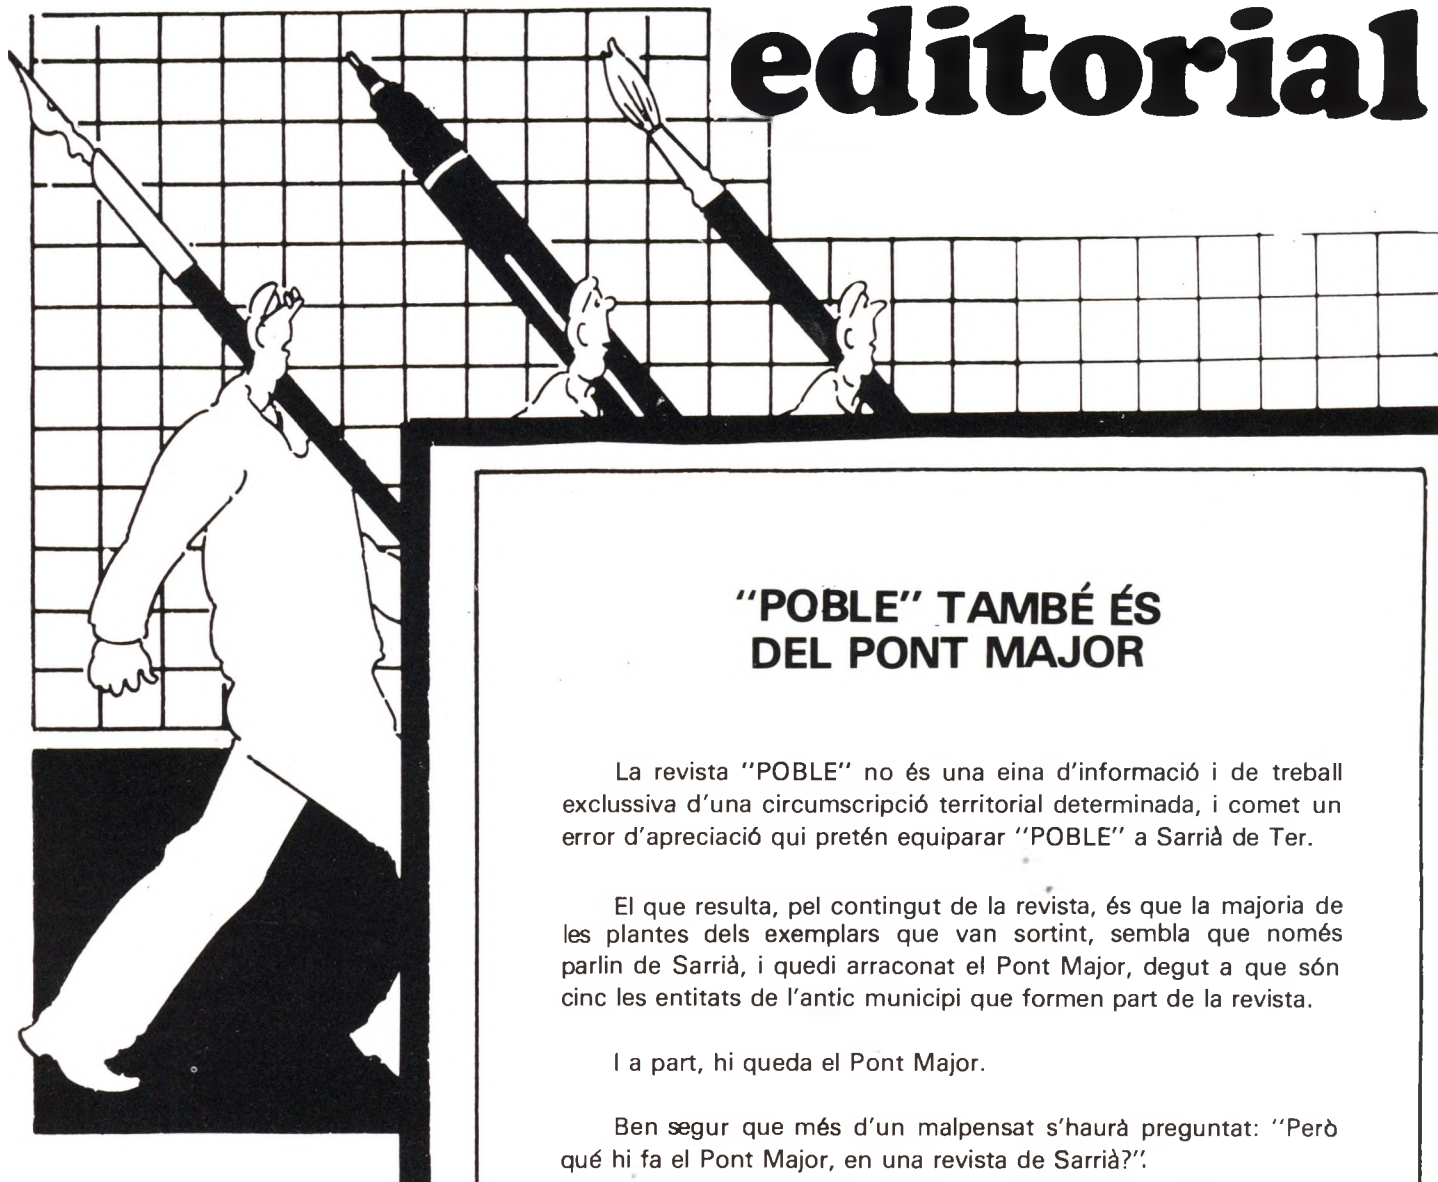 editorial
"POBLE" TAMBÉ ÉS
DEL PONT MAJOR
La revista "POBLE" no és una eina d'informació i de treball
exclussiva d'una circumscripció territorial determinada, i comet un
error d'apreciació qui pretén equiparar "POBLE" a Sarrià de Ter.
El que resulta, pel contingut de la revista, és que la majoria de
les plantes dels exemplars que van sortint, sembla que només
parlin de Sarrià, i quedi arraconat el Pont Major, degut a que són
cinc les entitats de l'antic municipi que formen part de la revista.
I a part, hi queda el Pont Major.
Ben segur que més d'un malpensat s'haurà preguntat: "Però
qué hi fa el Pont Major, en una revista de Sarrià?".